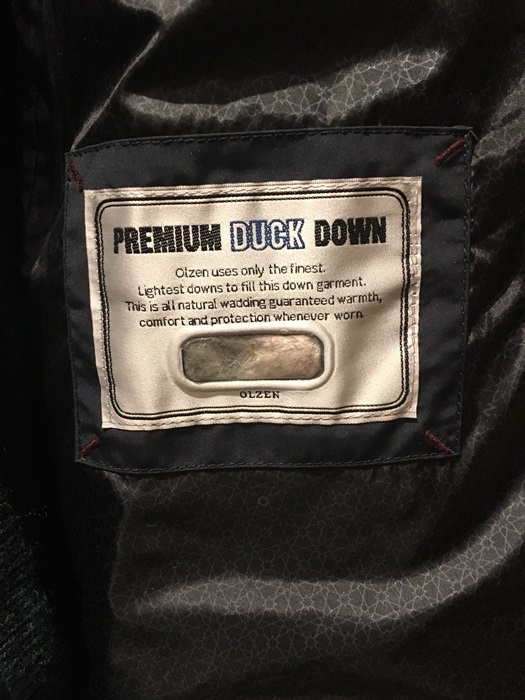 PREMIUM DUCK DOWN
Olzen uses only the finest.
Lightest downs to fill this down garment.
This is all natural wadding guaranteed warmth,
comfort and protection whenever worn.
OLZEN